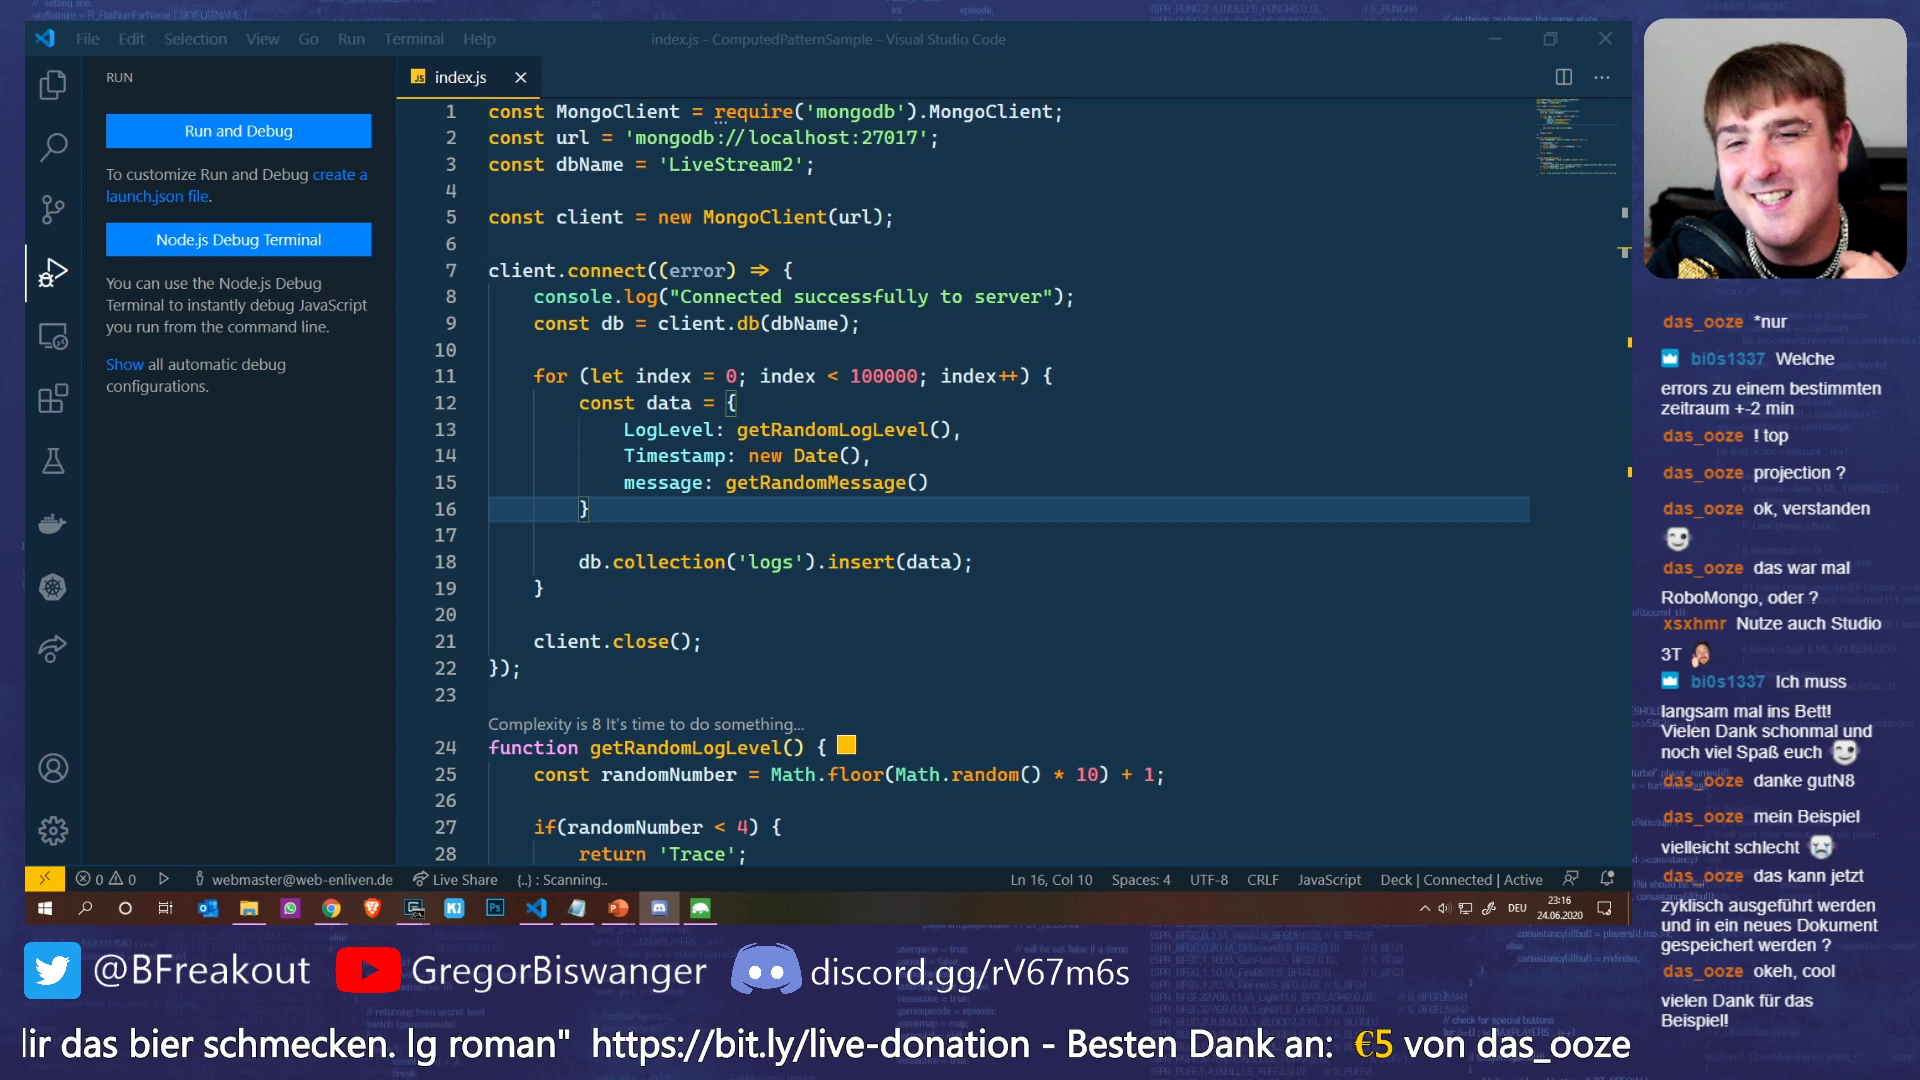 File Edit Selection View Go Run Terminal Help
index.js - ComputedPatternSample - Visual Studio Code
RUN
Run and Debug
To customize Run and Debug create a
launch.json file.
Node.js Debug Terminal
You can use the Node.js Debug
Terminal to instantly debug JavaScript
you run from the command line.
Show all automatic debug
configurations.
JS index.js
1 const MongoClient = require('mongodb').MongoClient;
2 const url = 'mongodb://localhost:27017';
3 const dbName = 'LiveStream2';
4
5 const client = new MongoClient(url);
6
7 client.connect((error) => {
8 console.log("Connected successfully to server");
9 const db = client.db(dbName);
10
11 for (let index = 0; index < 100000; index++) {
12 const data = {
13 LogLevel: getRandomLogLevel(),
14 Timestamp: new Date(),
15 message: getRandomMessage()
16 }
17
18 db.collection('logs').insert(data);
19 }
20
21 client.close();
22 });
23
Complexity is 8 It's time to do something...
24 function getRandomLogLevel() {
25 const randomNumber = Math.floor(Math.random() * 10) + 1;
26
27 if(randomNumber < 4) {
28 return 'Trace';
0 0 webmaster@web-enliven.de Live Share {..} : Scanning.. Ln 16, Col 10 Spaces: 4 UTF-8 CRLF JavaScript Deck | Connected | Active
DEU 23:16
24.06.2020
das_ooze *nur
bi0s1337 Welche
errors zu einem bestimmten
zeitraum +-2 min
das_ooze ! top
das_ooze projection ?
das_ooze ok, verstanden
das_ooze das war mal
RoboMongo, oder ?
xsxhmr Nutze auch Studio
3T
bi0s1337 Ich muss
langsam mal ins Bett!
Vielen Dank schonmal und
noch viel Spaß euch
das_ooze danke gutN8
das_ooze mein Beispiel
vielleicht schlecht
das_ooze das kann jetzt
zyklisch ausgeführt werden
und in ein neues Dokument
gespeichert werden ?
das_ooze okeh, cool
vielen Dank für das
Beispiel!
@BFreakout GregorBiswanger discord.gg/rV67m6s
lir das bier schmecken. lg roman" https://bit.ly/live-donation - Besten Dank an: €5 von das_ooze